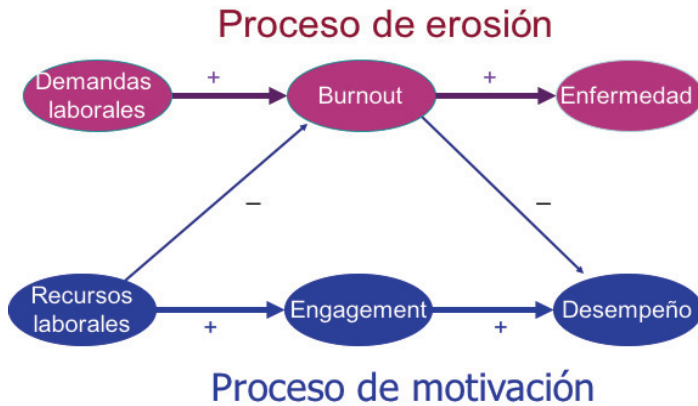 Proceso de erosión
Demandas
laborales
+
Burnout
+
Enfermedad
–
–
Recursos
laborales
+
Engagement
+
Desempeño
Proceso de motivación